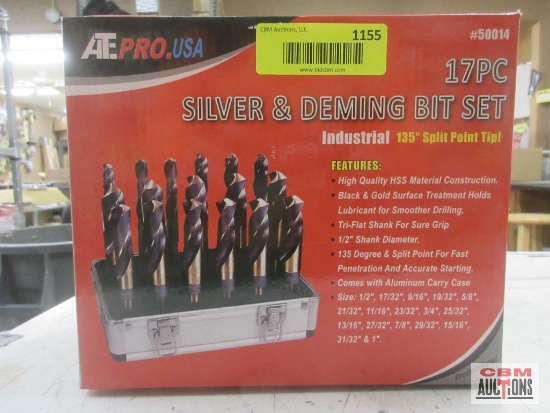 ATE PRO.USA
CBM Auctions, LLC
1155
www.bidcbm.com
#50014
17PC
SILVER & DEMING BIT SET
Industrial 135° Split Point Tip!
FEATURES:
• High Quality HSS Material Construction.
• Black & Gold Surface Treatment Holds
Lubricant for Smoother Drilling.
• Tri-Flat Shank For Sure Grip
• 1/2" Shank Diameter.
• 135 Degree & Split Point For Fast
Penetration And Accurate Starting.
• Comes with Aluminum Carry Case
• Size: 1/2", 17/32", 9/16", 19/32", 5/8",
21/32", 11/16", 23/32", 3/4", 25/32",
13/16", 27/32", 7/8", 29/32", 15/16",
31/32" & 1".
CBM
AUCTIONS